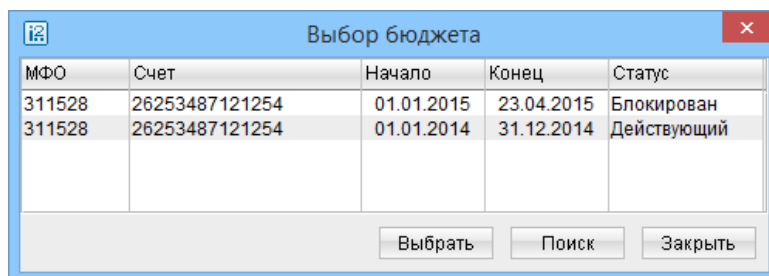 Выбор бюджета
МФО Счет Начало Конец Статус
311528 26253487121254 01.01.2015 23.04.2015 Блокирован
311528 26253487121254 01.01.2014 31.12.2014 Действующий
Выбрать Поиск Закрыть